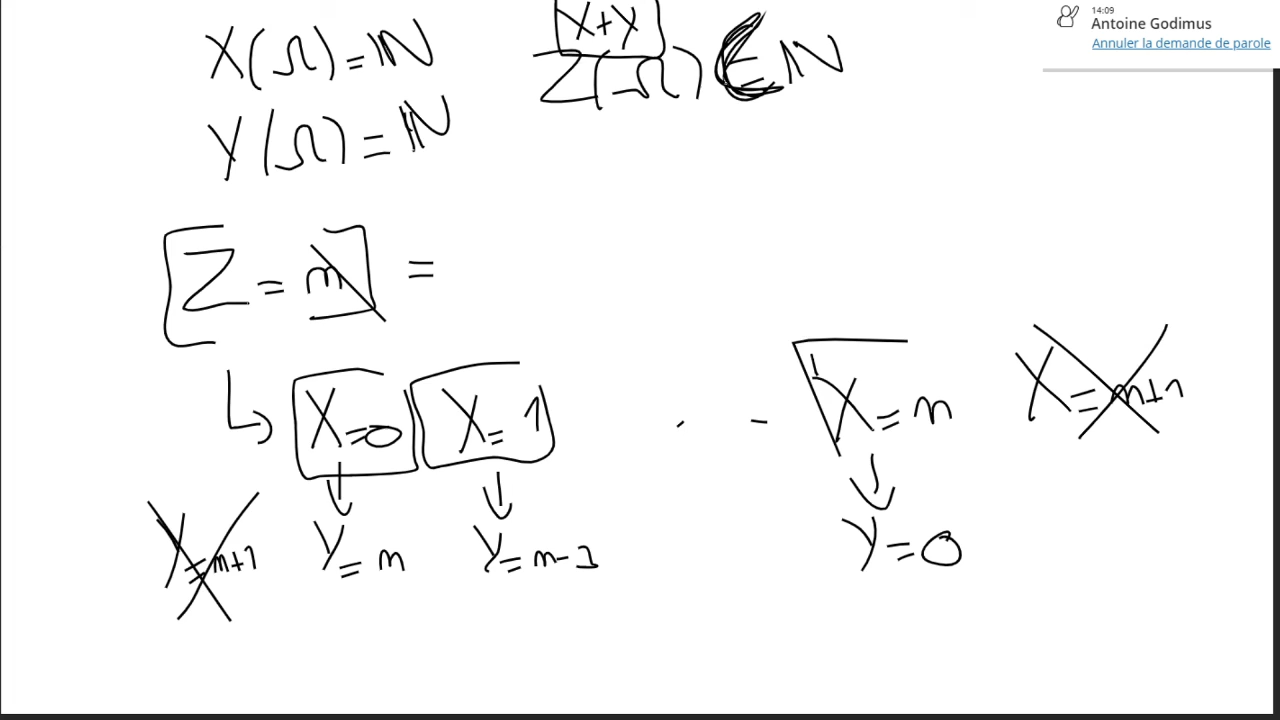 14:09
Antoine Godimus
Annuler la demande de parole
X+Y
X(Ω)=ℕ Z(Ω)⊂ℕ
Y(Ω)=ℕ
[Z=n] =
X=0 X=1 . - X=n X=n+1
Y=n+1 Y=n Y=n-1 Y=0